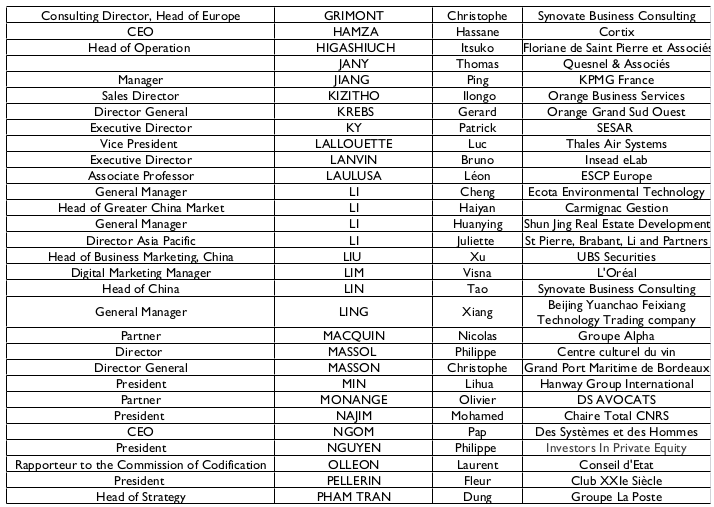 Consulting Director, Head of Europe GRIMONT Christophe Synovate Business Consulting
CEO HAMZA Hassane Cortix
Head of Operation HIGASHIUCH Itsuko Floriane de Saint Pierre et Associés
JANY Thomas Quesnel & Associés
Manager JIANG Ping KPMG France
Sales Director KIZITHO Ilongo Orange Business Services
Director General KREBS Gerard Orange Grand Sud Ouest
Executive Director KY Patrick SESAR
Vice President LALLOUETTE Luc Thales Air Systems
Executive Director LANVIN Bruno Insead eLab
Associate Professor LAULUSA Léon ESCP Europe
General Manager LI Cheng Ecota Environmental Technology
Head of Greater China Market LI Haiyan Carmignac Gestion
General Manager LI Huanying Shun Jing Real Estate Development
Director Asia Pacific LI Juliette St Pierre, Brabant, Li and Partners
Head of Business Marketing, China LIU Xu UBS Securities
Digital Marketing Manager LIM Visna L'Oréal
Head of China LIN Tao Synovate Business Consulting
General Manager LING Xiang Beijing Yuanchao Feixiang
Technology Trading company
Partner MACQUIN Nicolas Groupe Alpha
Director MASSOL Philippe Centre culturel du vin
Director General MASSON Christophe Grand Port Maritime de Bordeaux
President MIN Lihua Hanway Group International
Partner MONANGE Olivier DS AVOCATS
President NAJIM Mohamed Chaire Total CNRS
CEO NGOM Pap Des Systèmes et des Hommes
President NGUYEN Philippe Investors In Private Equity
Rapporteur to the Commission of Codification OLLEON Laurent Conseil d'Etat
President PELLERIN Fleur Club XXIe Siècle
Head of Strategy PHAM TRAN Dung Groupe La Poste